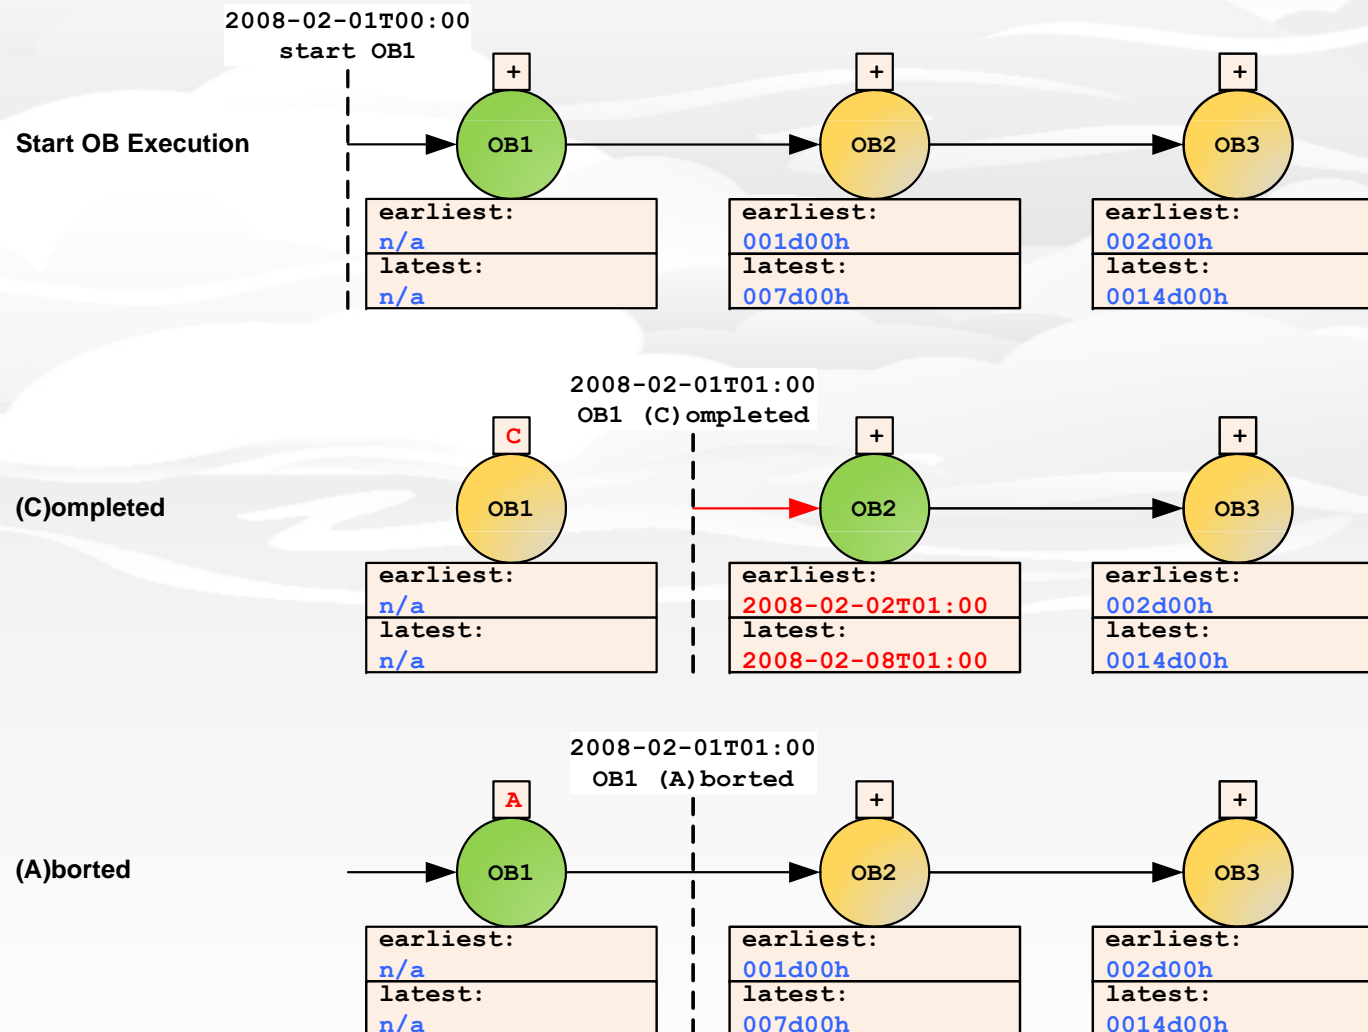 2008-02-01T00:00
start OB1
+
+
+
Start OB Execution
OB1
OB2
OB3
earliest:
n/a
latest:
n/a
earliest:
001d00h
latest:
007d00h
earliest:
002d00h
latest:
0014d00h
2008-02-01T01:00
OB1 (C)ompleted
C
+
+
(C)ompleted
OB1
OB2
OB3
earliest:
n/a
latest:
n/a
earliest:
2008-02-02T01:00
latest:
2008-02-08T01:00
earliest:
002d00h
latest:
0014d00h
2008-02-01T01:00
OB1 (A)borted
A
+
+
(A)borted
OB1
OB2
OB3
earliest:
n/a
latest:
n/a
earliest:
001d00h
latest:
007d00h
earliest:
002d00h
latest:
0014d00h